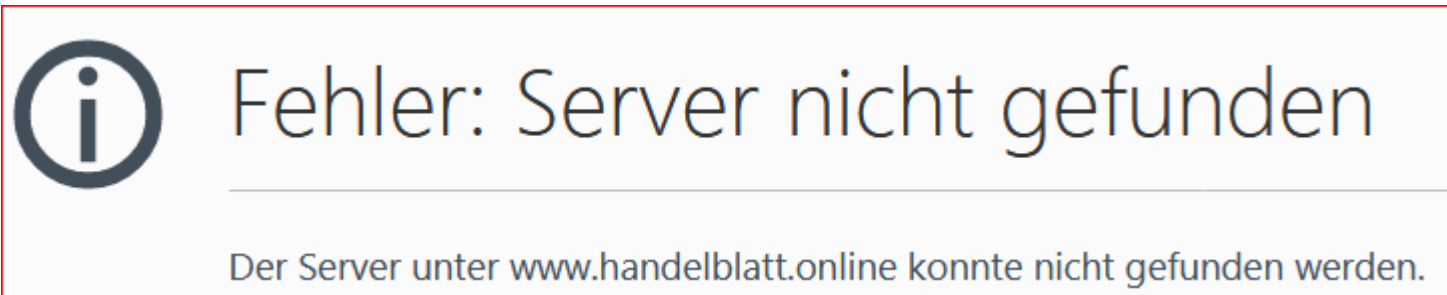 Fehler: Server nicht gefunden
Der Server unter www.handelblatt.online konnte nicht gefunden werden.